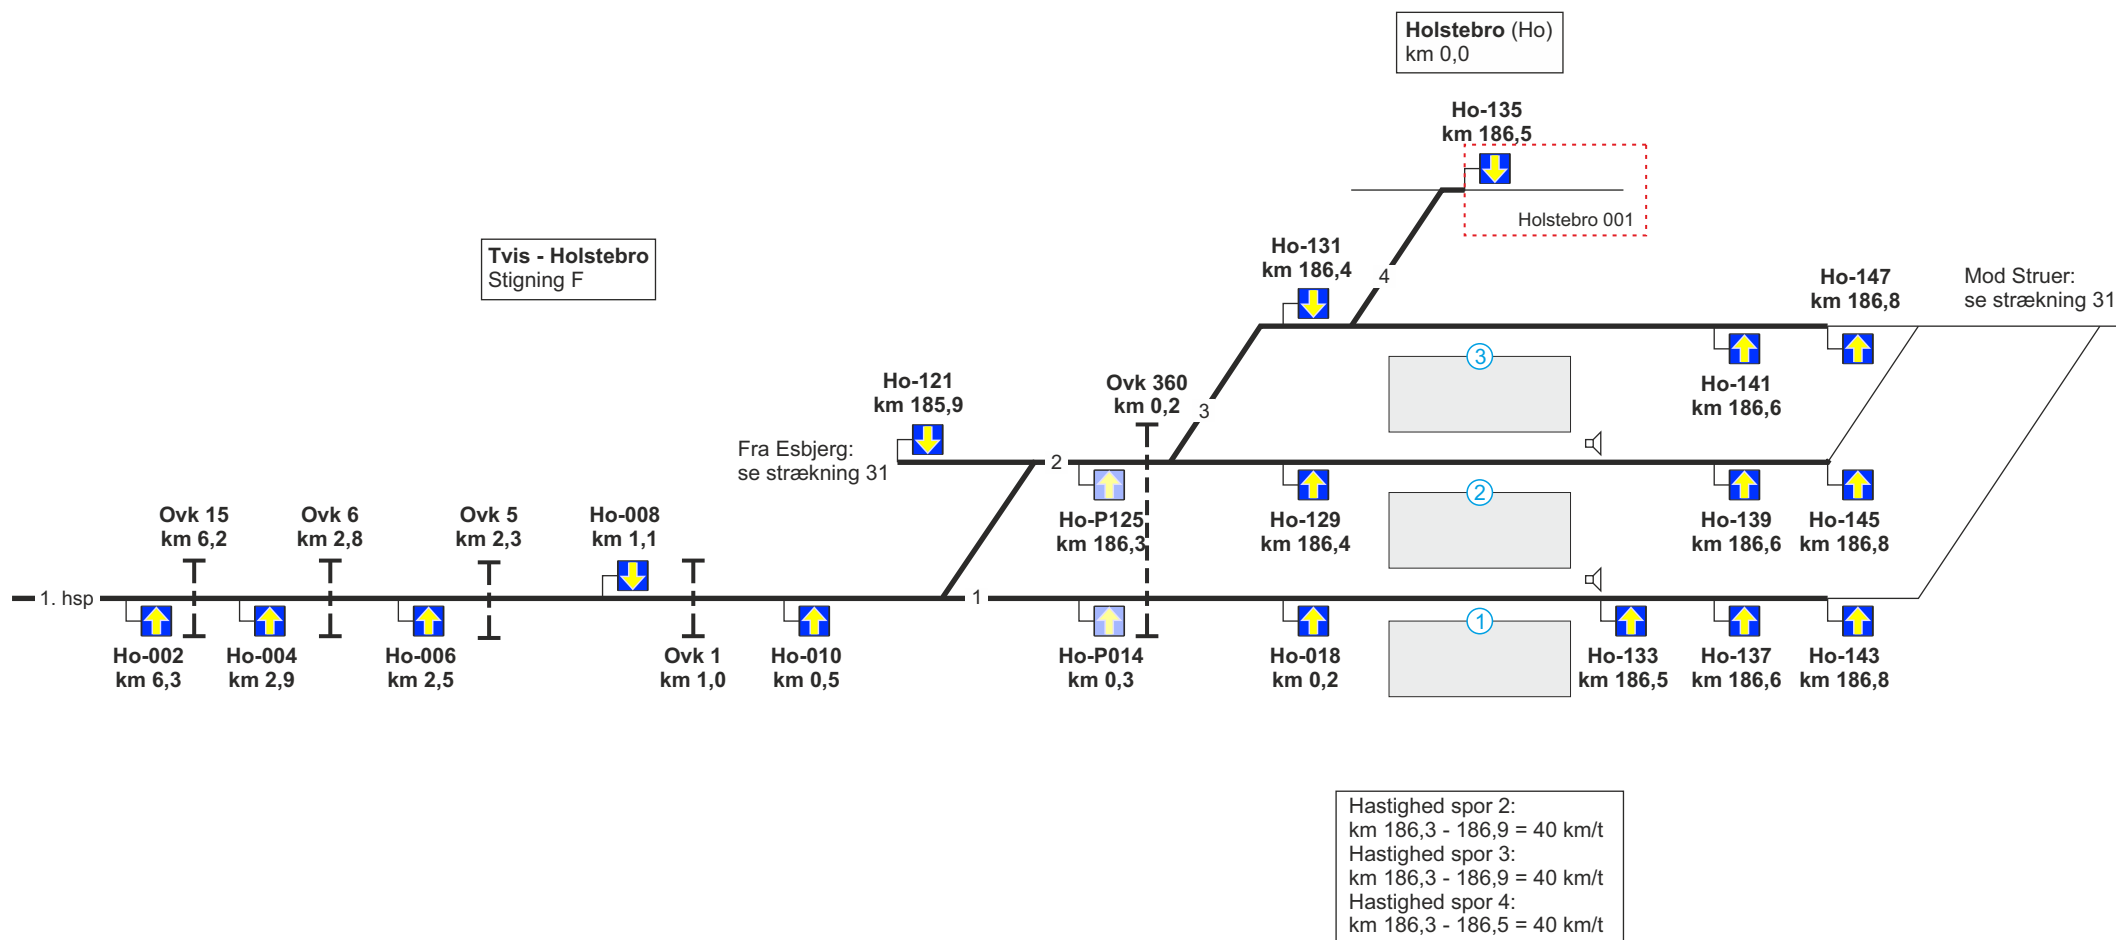 Holstebro (Ho)
km 0,0
Ho-135
km 186,5
Holstebro 001
Tvis - Holstebro
Stigning F
Ho-131
km 186,4
4
Ho-147
km 186,8
Mod Struer:
se strækning 31
3
Ho-121
km 185,9
Ovk 360
km 0,2
3
Ho-141
km 186,6
Fra Esbjerg:
se strækning 31
2
2
Ho-P125
km 186,3
Ho-129
km 186,4
Ho-139
km 186,6
Ho-145
km 186,8
Ovk 15
km 6,2
Ovk 6
km 2,8
Ovk 5
km 2,3
Ho-008
km 1,1
1. hsp
1
1
Ho-002
km 6,3
Ho-004
km 2,9
Ho-006
km 2,5
Ovk 1
km 1,0
Ho-010
km 0,5
Ho-P014
km 0,3
Ho-018
km 0,2
Ho-133
km 186,5
Ho-137
km 186,6
Ho-143
km 186,8
Hastighed spor 2:
km 186,3 - 186,9 = 40 km/t
Hastighed spor 3:
km 186,3 - 186,9 = 40 km/t
Hastighed spor 4:
km 186,3 - 186,5 = 40 km/t